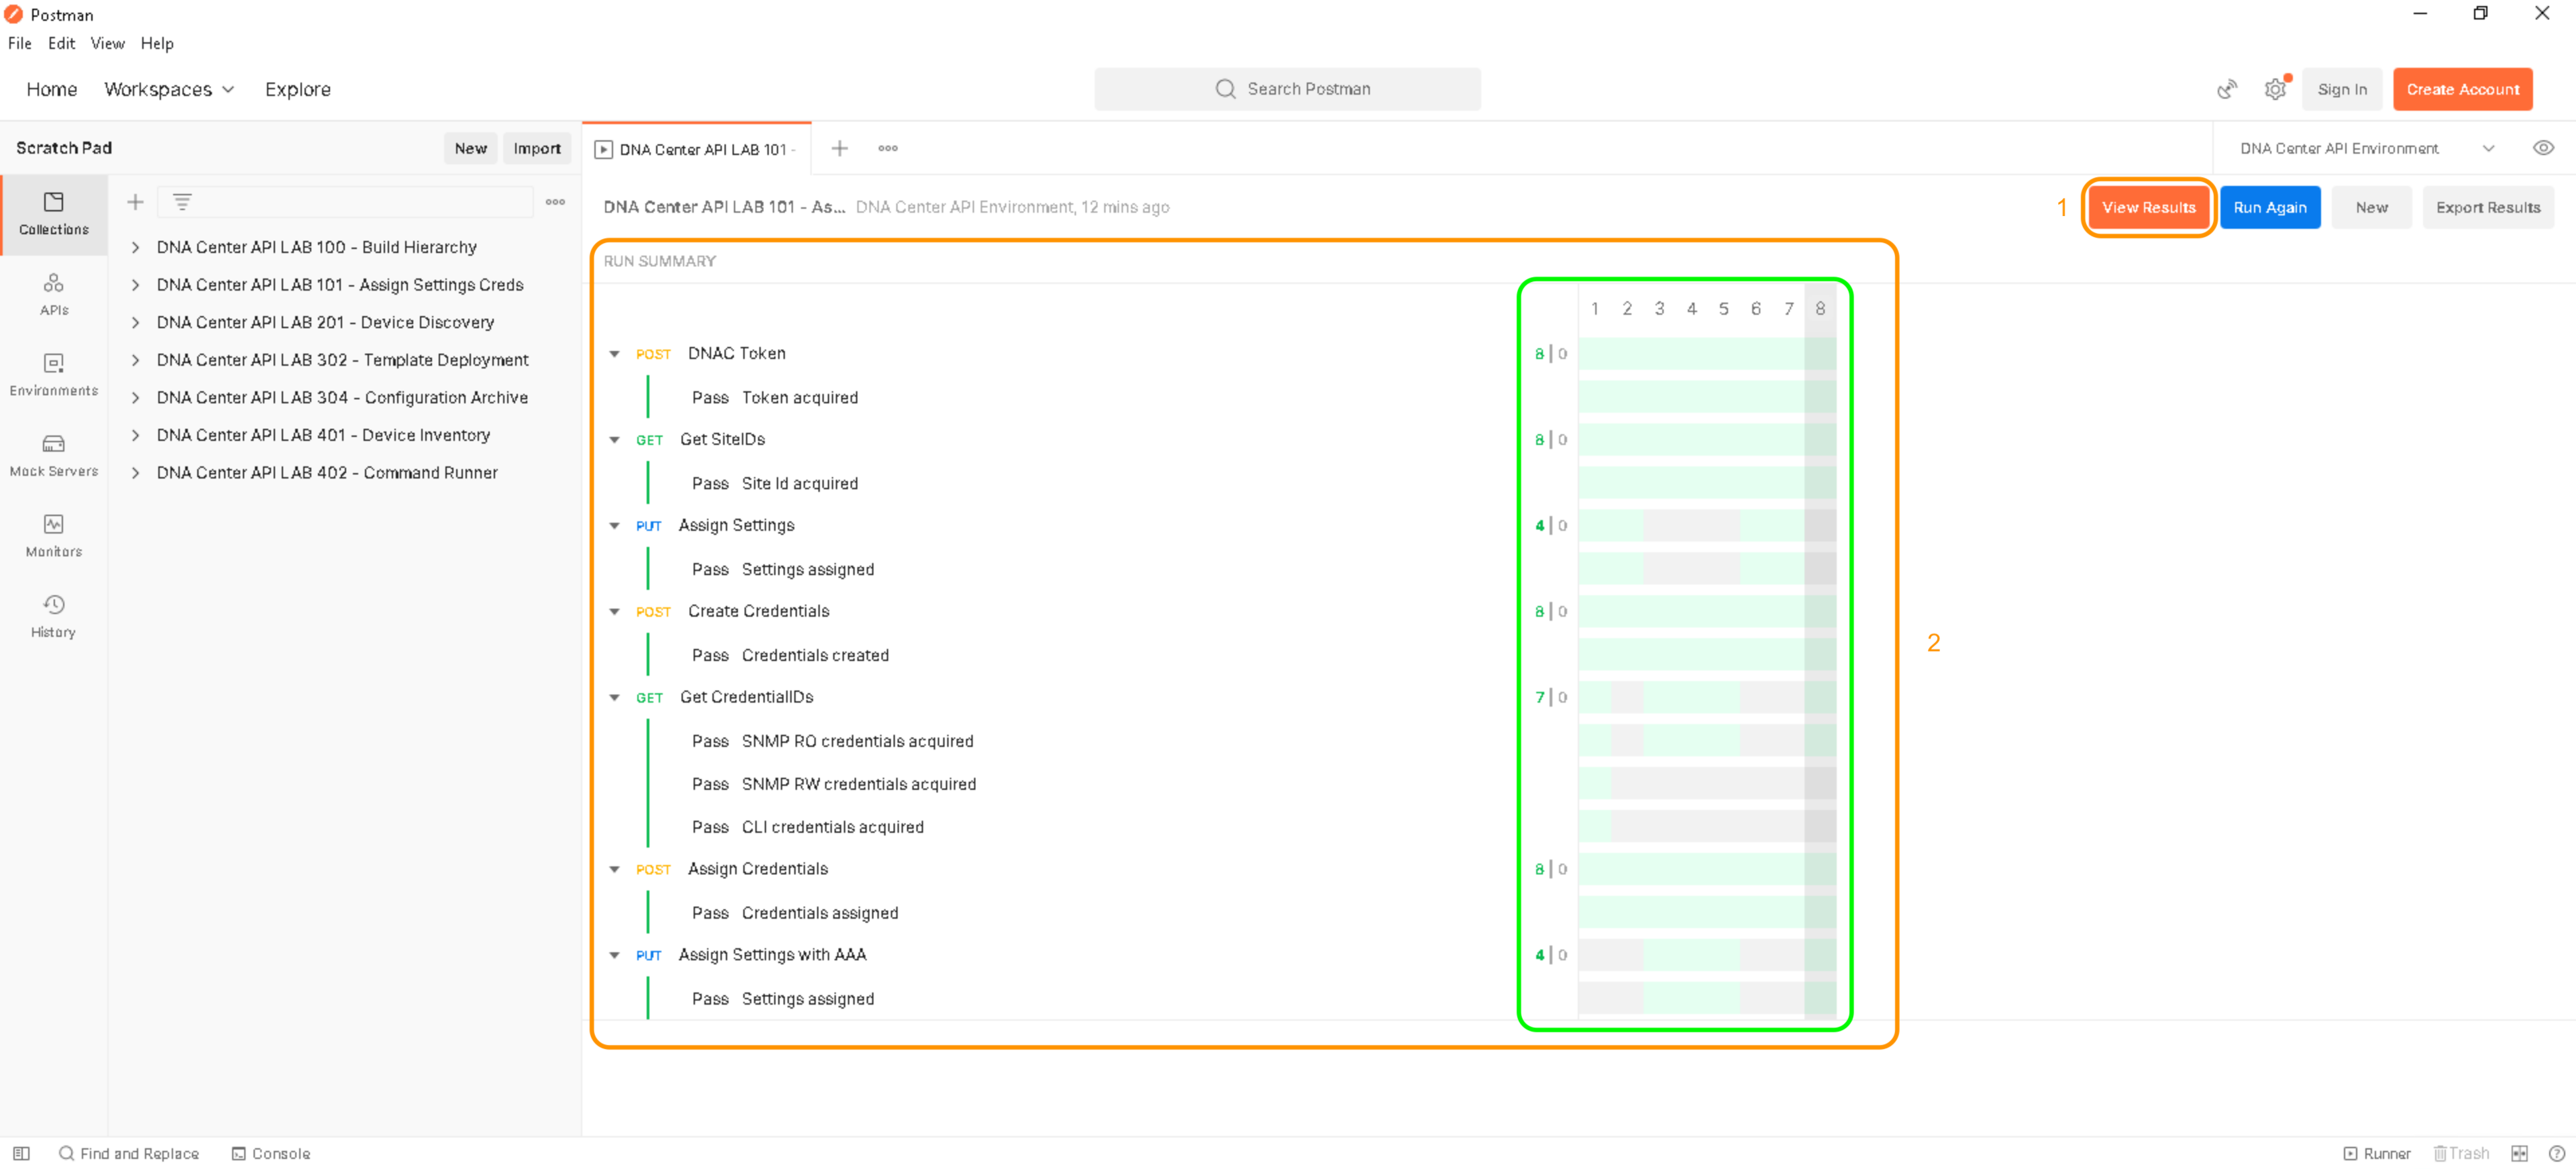 Postman
File Edit View Help
Home Workspaces Explore Search Postman Sign In Create Account
Scratch Pad New Import DNA Center API LAB 101 - DNA Center API Environment
DNA Center API LAB 101 - As... DNA Center API Environment, 12 mins ago 1 View Results Run Again New Export Results
Collections
APIs
Environments
Mock Servers
Monitors
History
DNA Center API LAB 100 - Build Hierarchy
DNA Center API LAB 101 - Assign Settings Creds
DNA Center API LAB 201 - Device Discovery
DNA Center API LAB 302 - Template Deployment
DNA Center API LAB 304 - Configuration Archive
DNA Center API LAB 401 - Device Inventory
DNA Center API LAB 402 - Command Runner
RUN SUMMARY
1 2 3 4 5 6 7 8
POST DNAC Token 8 | 0
Pass Token acquired
GET Get SiteIDs 8 | 0
Pass Site Id acquired
PUT Assign Settings 4 | 0
Pass Settings assigned
POST Create Credentials 8 | 0
2
Pass Credentials created
GET Get CredentialIDs 7 | 0
Pass SNMP RO credentials acquired
Pass SNMP RW credentials acquired
Pass CLI credentials acquired
POST Assign Credentials 8 | 0
Pass Credentials assigned
PUT Assign Settings with AAA 4 | 0
Pass Settings assigned
Find and Replace Console Runner Trash